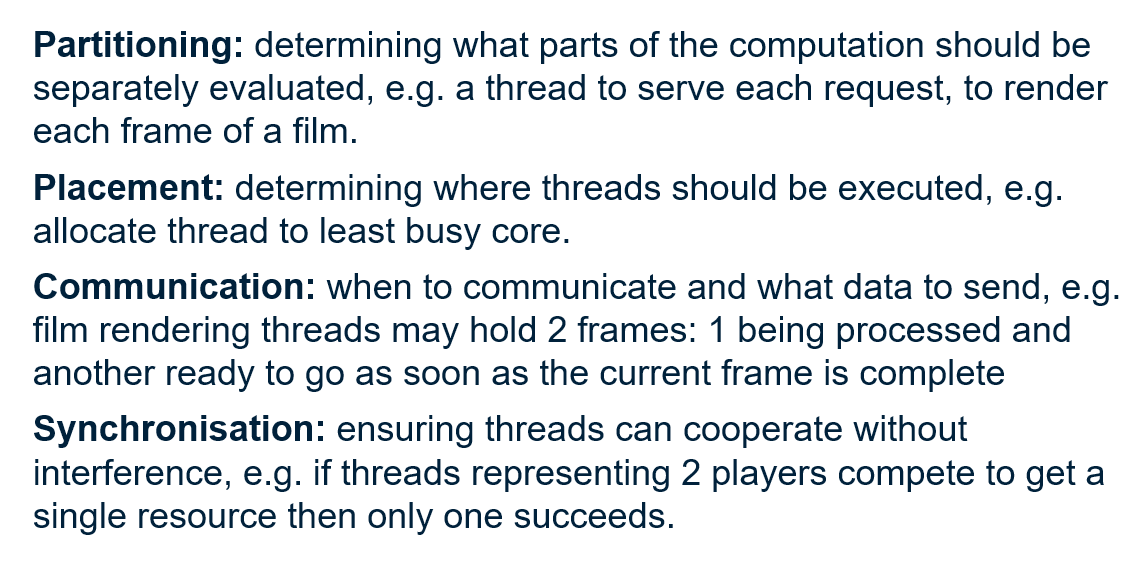 Partitioning: determining what parts of the computation should be
separately evaluated, e.g. a thread to serve each request, to render
each frame of a film.
Placement: determining where threads should be executed, e.g.
allocate thread to least busy core.
Communication: when to communicate and what data to send, e.g.
film rendering threads may hold 2 frames: 1 being processed and
another ready to go as soon as the current frame is complete
Synchronisation: ensuring threads can cooperate without
interference, e.g. if threads representing 2 players compete to get a
single resource then only one succeeds.